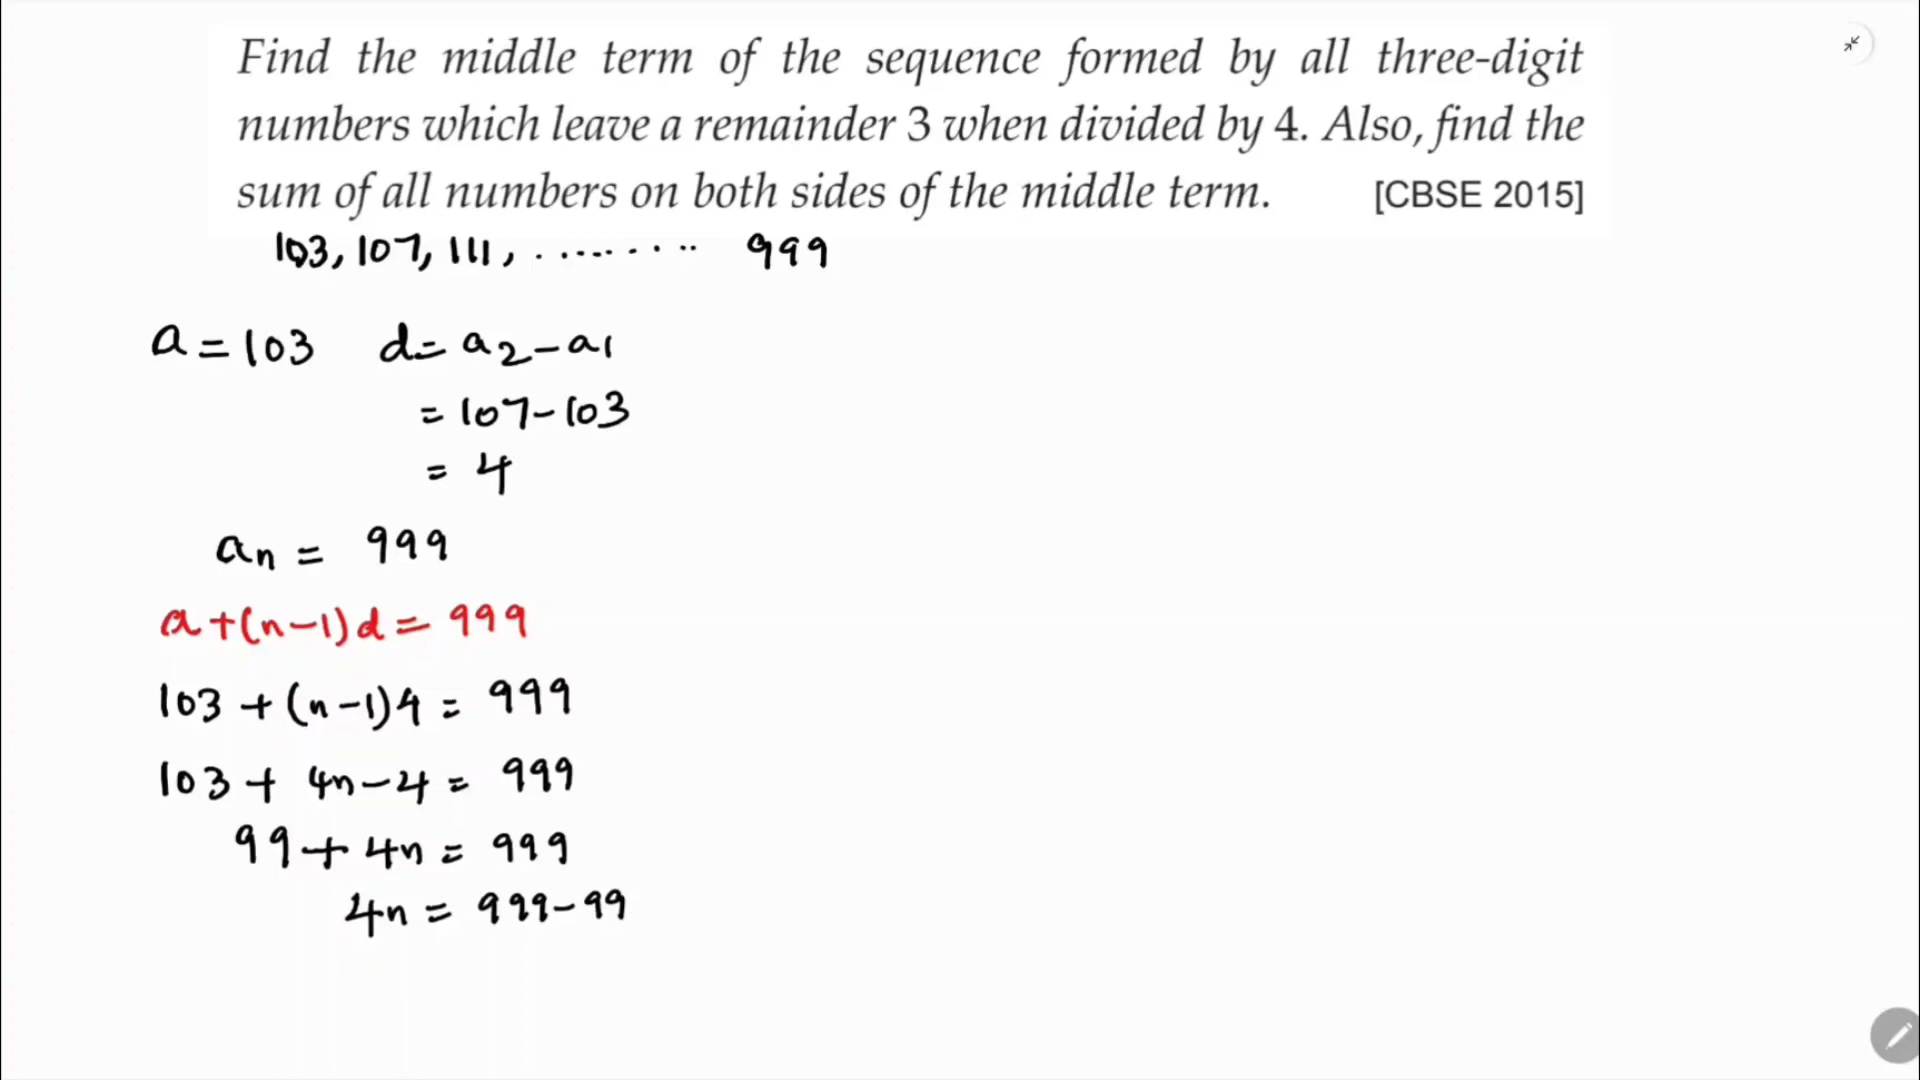 Find the middle term of the sequence formed by all three-digit
numbers which leave a remainder 3 when divided by 4. Also, find the
sum of all numbers on both sides of the middle term. [CBSE 2015]
103, 107, 111, ......... 999
a = 103 d = a2 - a1
= 107 - 103
= 4
an = 999
a + (n-1) d = 999
103 + (n-1)4 = 999
103 + 4n - 4 = 999
99 + 4n = 999
4n = 999 - 99